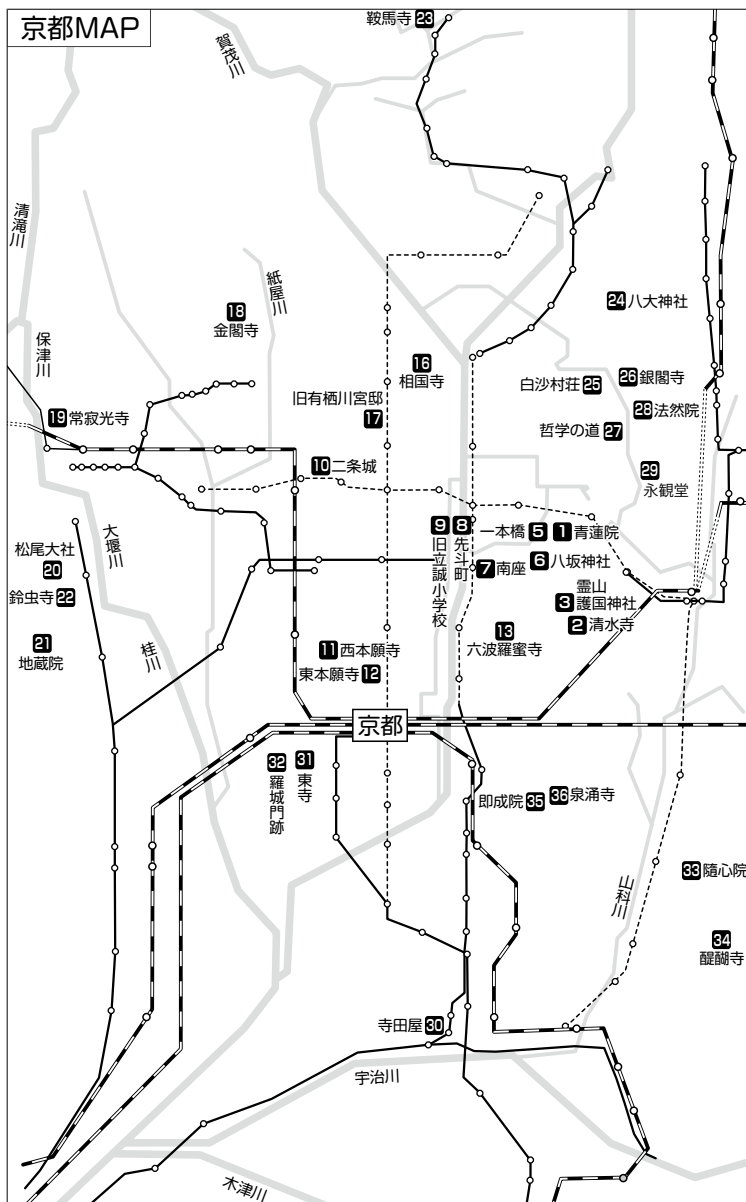 京都MAP
鞍馬寺 23
賀茂川
清滝川
紙屋川
18
金閣寺
保津川
24 八大神社
16
相国寺
白沙村荘 25
26 銀閣寺
旧有栖川宮邸
17
28 法然院
19 常寂光寺
哲学の道 27
10 二条城
29
永観堂
大堰川
9
旧立誠小学校
8
先斗町
一本橋 5
1 青蓮院
松尾大社
20
7 南座
6 八坂神社
鈴虫寺 22
霊山
3 護国神社
2 清水寺
21
地蔵院
桂川
11 西本願寺
東本願寺 12
13
六波羅蜜寺
京都
32
羅城門跡
31
東寺
即成院 35
36 泉涌寺
山科川
33 隨心院
34
醍醐寺
寺田屋 30
宇治川
木津川